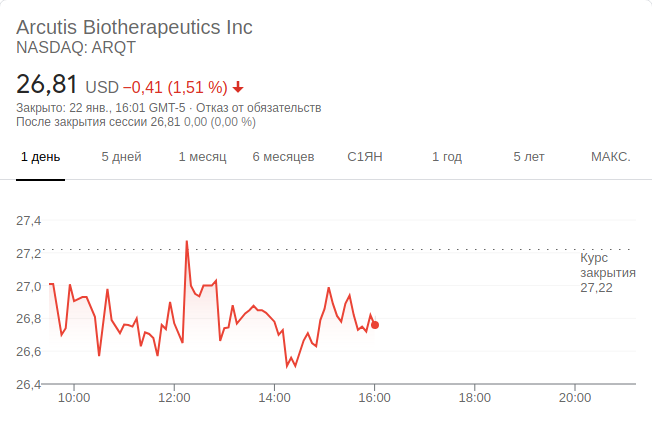 Arcutis Biotherapeutics Inc
NASDAQ: ARQT
26,81 USD −0,41 (1,51 %)
Закрыто: 22 янв., 16:01 GMT-5 · Отказ от обязательств
После закрытия сессии 26,81 0,00 (0,00 %)
1 день 5 дней 1 месяц 6 месяцев С1ЯН 1 год 5 лет МАКС.
27,4
27,2
27,0
26,8
26,6
26,4
Курс
закрытия
27,22
10:00 12:00 14:00 16:00 18:00 20:00